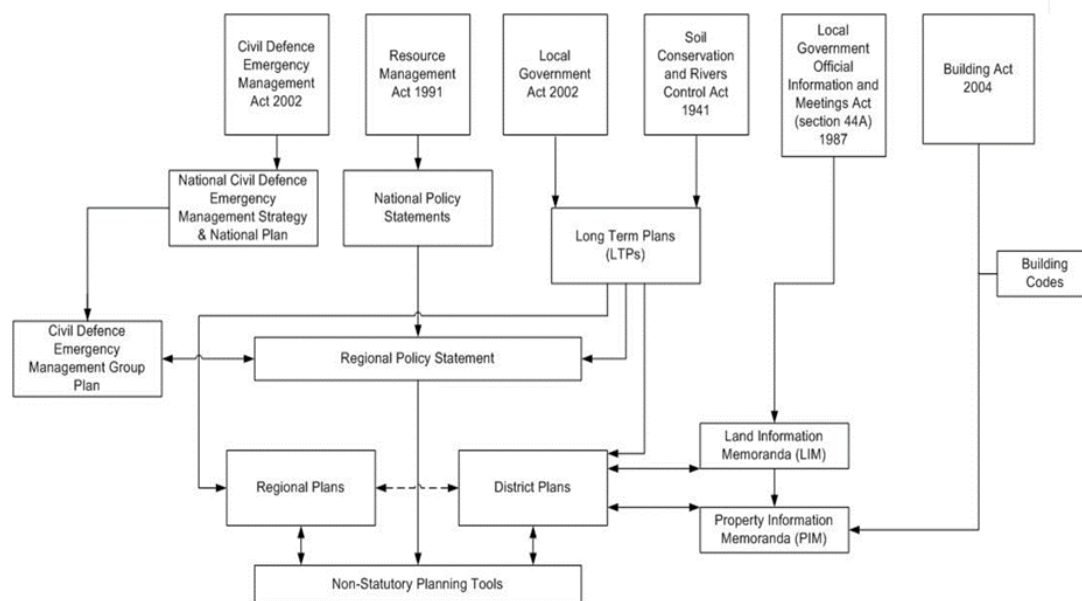 Civil Defence
Emergency
Management
Act 2002
Resource
Management
Act 1991
Local
Government
Act 2002
Soil
Conservation
and Rivers
Control Act
1941
Local
Government
Official
Information and
Meetings Act
(section 44A)
1987
Building Act
2004
National Civil Defence
Emergency
Management Strategy
& National Plan
National Policy
Statements
Long Term Plans
(LTPs)
Building
Codes
Civil Defence
Emergency
Management Group
Plan
Regional Policy Statement
Land Information
Memoranda (LIM)
Regional Plans
District Plans
Property Information
Memoranda (PIM)
Non-Statutory Planning Tools